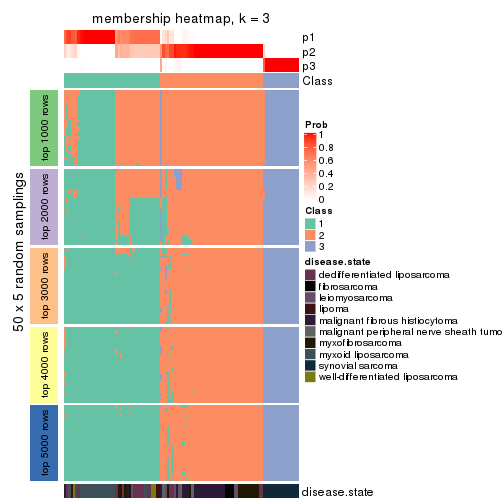 membership heatmap, k = 3
p1
p2
p3
Class
50 x 5 random samplings
top 1000 rows
top 2000 rows
top 3000 rows
top 4000 rows
top 5000 rows
Prob
1
0.8
0.6
0.4
0.2
0
Class
1
2
3
disease.state
dedifferentiated liposarcoma
fibrosarcoma
leiomyosarcoma
lipoma
malignant fibrous histiocytoma
malignant peripheral nerve sheath tumo
myxofibrosarcoma
myxoid liposarcoma
synovial sarcoma
well-differentiated liposarcoma
disease.state